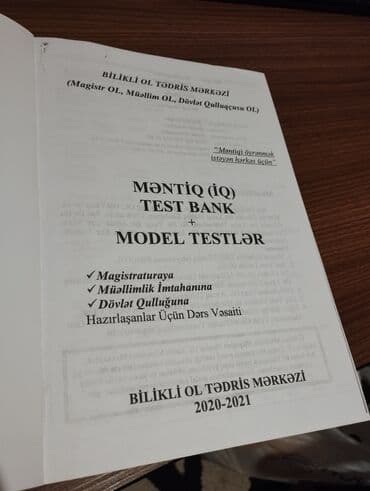 BİLİKLİ OL TƏDRİS MƏRKƏZİ
(Magistr OL, Müəllim OL, Dövlət Qulluqçusu OL)
"Məntiqi öyrənmək
istəyən hərkəs üçün"
MƏNTİQ (İQ)
TEST BANK
+
MODEL TESTLƏR
✓ Magistraturaya
✓ Müəllimlik İmtahanına
✓ Dövlət Qulluğuna
Hazırlaşanlar Üçün Dərs Vəsaiti
BİLİKLİ OL TƏDRİS MƏRKƏZİ
2020-2021